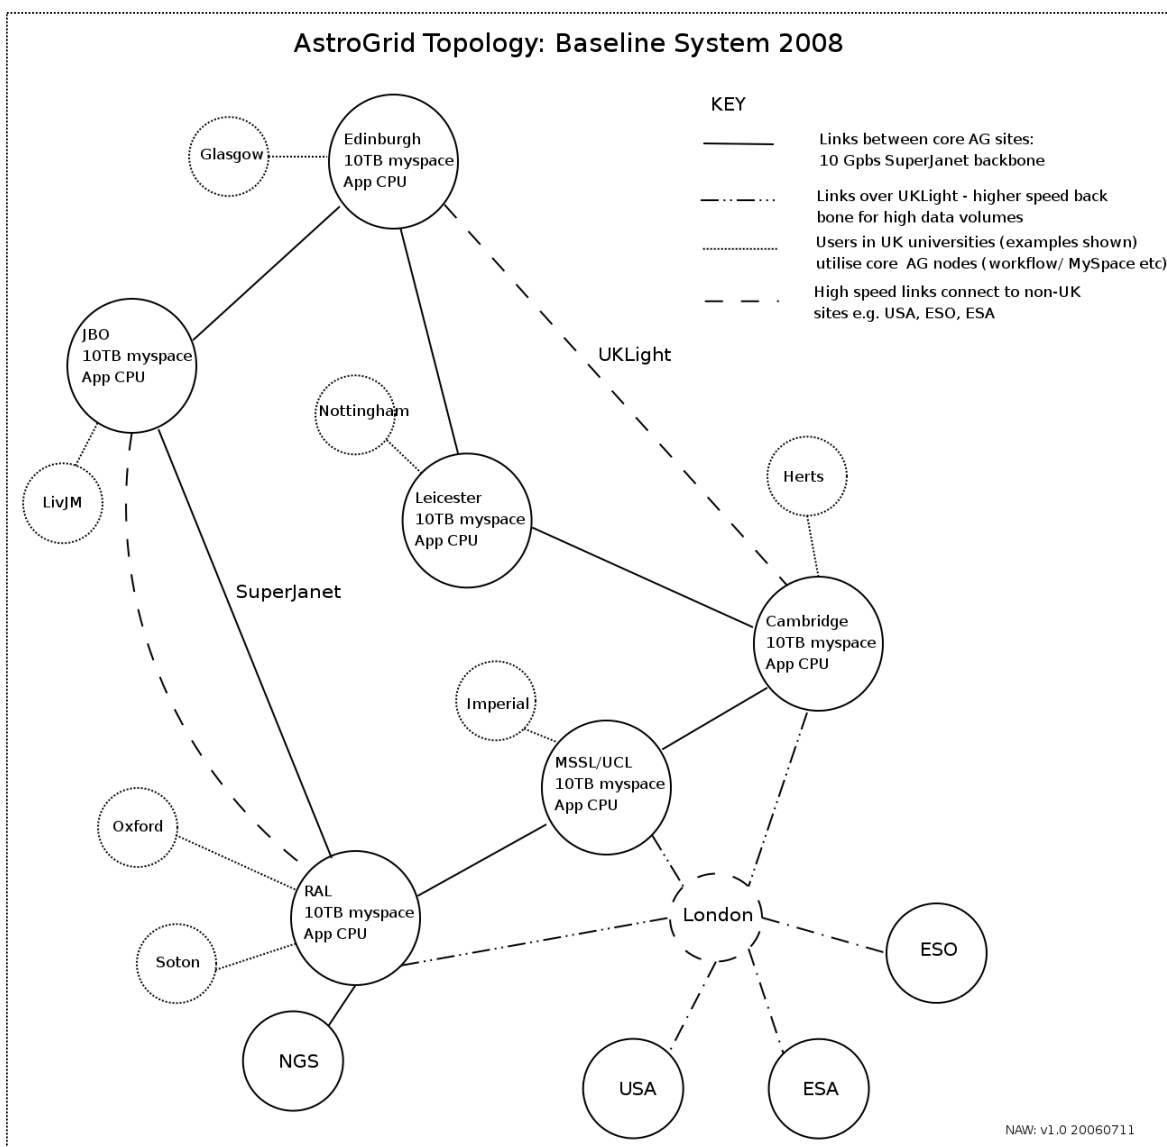 AstroGrid Topology: Baseline System 2008
KEY
Links between core AG sites:
10 Gpbs SuperJanet backbone
Links over UKLight - higher speed back
bone for high data volumes
Users in UK universities (examples shown)
utilise core  AG nodes (workflow/ MySpace etc)
High speed links connect to non-UK
sites e.g. USA, ESO, ESA
Edinburgh
10TB myspace
App CPU
Glasgow
JBO
10TB myspace
App CPU
UKLight
Nottingham
LivJM
Leicester
10TB myspace
App CPU
Herts
SuperJanet
Cambridge
10TB myspace
App CPU
Imperial
MSSL/UCL
10TB myspace
App CPU
Oxford
RAL
10TB myspace
App CPU
London
Soton
ESO
NGS
USA
ESA
NAW: v1.0 20060711